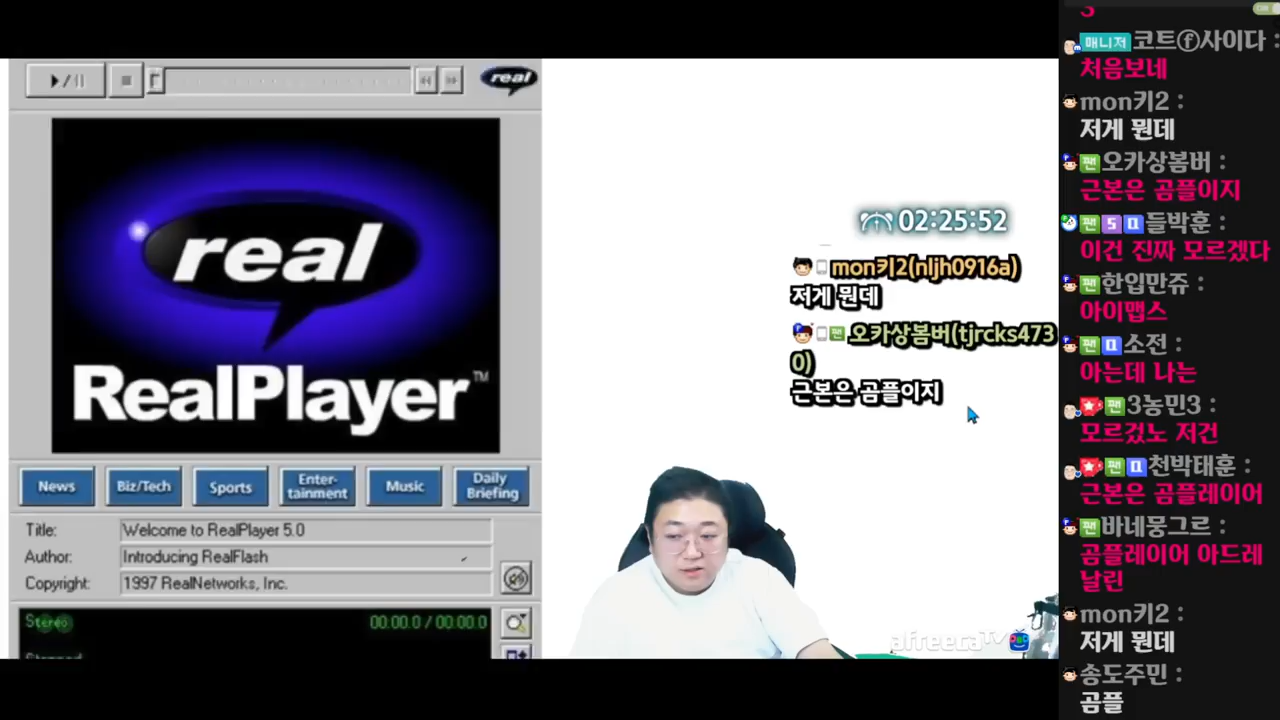 real
real
RealPlayer™
News
Biz/Tech
Sports
Enter-
tainment
Music
Daily
Briefing
Title: Welcome to RealPlayer 5.0
Author: Introducing RealFlash
Copyright: 1997 RealNetworks, Inc.
Stereo
00:00.0 / 00:00.0
02:25:52
mon키2(nljh0916a)
저게 뭔데
팬 오카상봄버(tjrcks473
0)
근본은 곰플이지
afreecaTV
매니저 코트ⓕ사이다 :
처음보네
mon키2 :
저게 뭔데
팬 오카상봄버 :
근본은 곰플이지
팬 S 들박훈 :
이건 진짜 모르겠다
팬 한입만쥬 :
아이맵스
팬 소전 :
아는데 나는
팬 3농민3 :
모르겄노 저건
팬 천박태훈 :
근본은 곰플레이어
팬 바네뭉그르 :
곰플레이어 아드레
날린
mon키2 :
저게 뭔데
송도주민 :
곰플